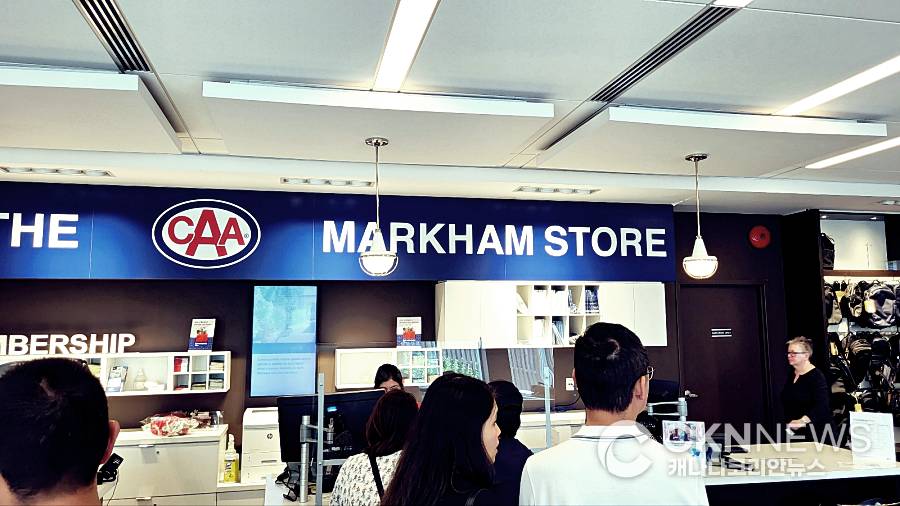 THE CAA® MARKHAM STORE
MBERSHIP
CKNNEWS
캐나다코리안뉴스